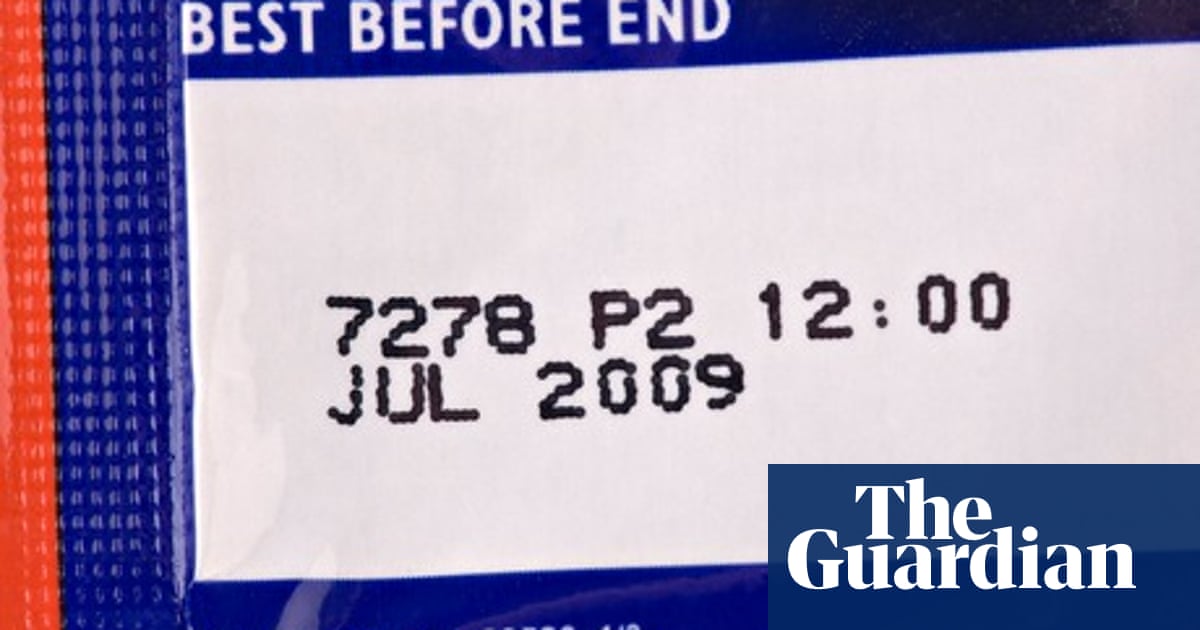 BEST BEFORE END
7278 P2 12:00
JUL 2009
The
Guardian